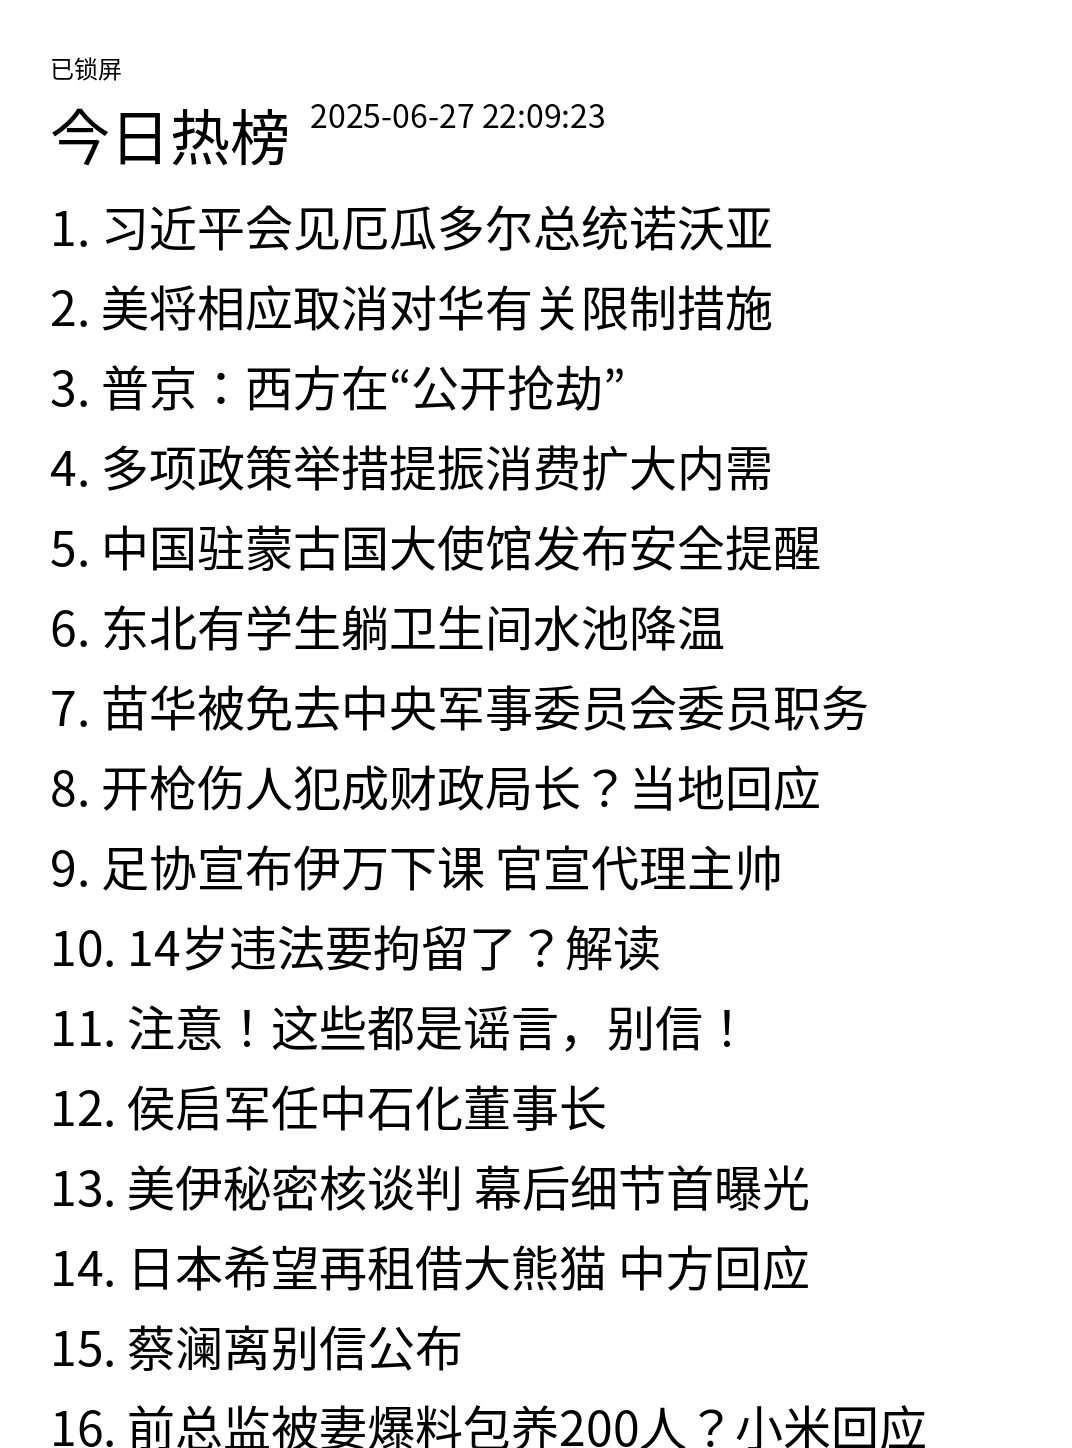 已锁屏
今日热榜 2025-06-27 22:09:23
1. 习近平会见厄瓜多尔总统诺沃亚
2. 美将相应取消对华有关限制措施
3. 普京：西方在“公开抢劫”
4. 多项政策举措提振消费扩大内需
5. 中国驻蒙古国大使馆发布安全提醒
6. 东北有学生躺卫生间水池降温
7. 苗华被免去中央军事委员会委员职务
8. 开枪伤人犯成财政局长？当地回应
9. 足协宣布伊万下课 官宣代理主帅
10. 14岁违法要拘留了？解读
11. 注意！这些都是谣言，别信！
12. 侯启军任中石化董事长
13. 美伊秘密核谈判 幕后细节首曝光
14. 日本希望再租借大熊猫 中方回应
15. 蔡澜离别信公布
16. 前总监被妻爆料包养200人？小米回应